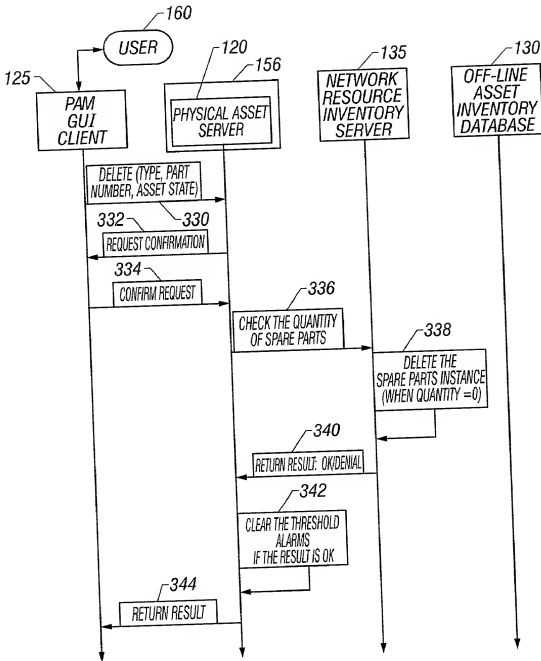 160
USER
125
PAM
GUI
CLIENT
120
156
PHYSICAL ASSET
SERVER
135
NETWORK
RESOURCE
INVENTORY
SERVER
130
OFF-LINE
ASSET
INVENTORY
DATABASE
DELETE (TYPE, PART
NUMBER, ASSET STATE)
330
332
REQUEST CONFIRMATION
334
CONFIRM REQUEST
336
CHECK THE QUANTITY
OF SPARE PARTS
338
DELETE THE
SPARE PARTS INSTANCE
(WHEN QUANTITY =0)
340
RETURN RESULT: OK/DENIAL
342
CLEAR THE THRESHOLD
ALARMS
IF THE RESULT IS OK
344
RETURN RESULT